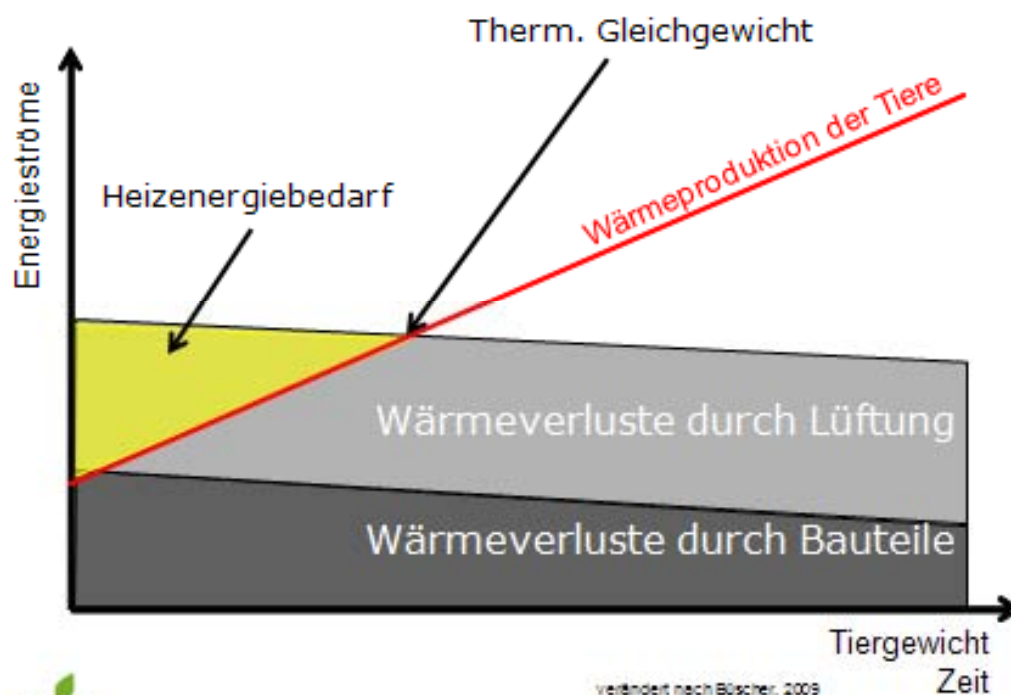 Therm. Gleichgewicht
Energieströme
Heizenergiebedarf
Wärmeproduktion der Tiere
Wärmeverluste durch Lüftung
Wärmeverluste durch Bauteile
Tiergewicht
Zeit
verändert nach Büscher, 2009